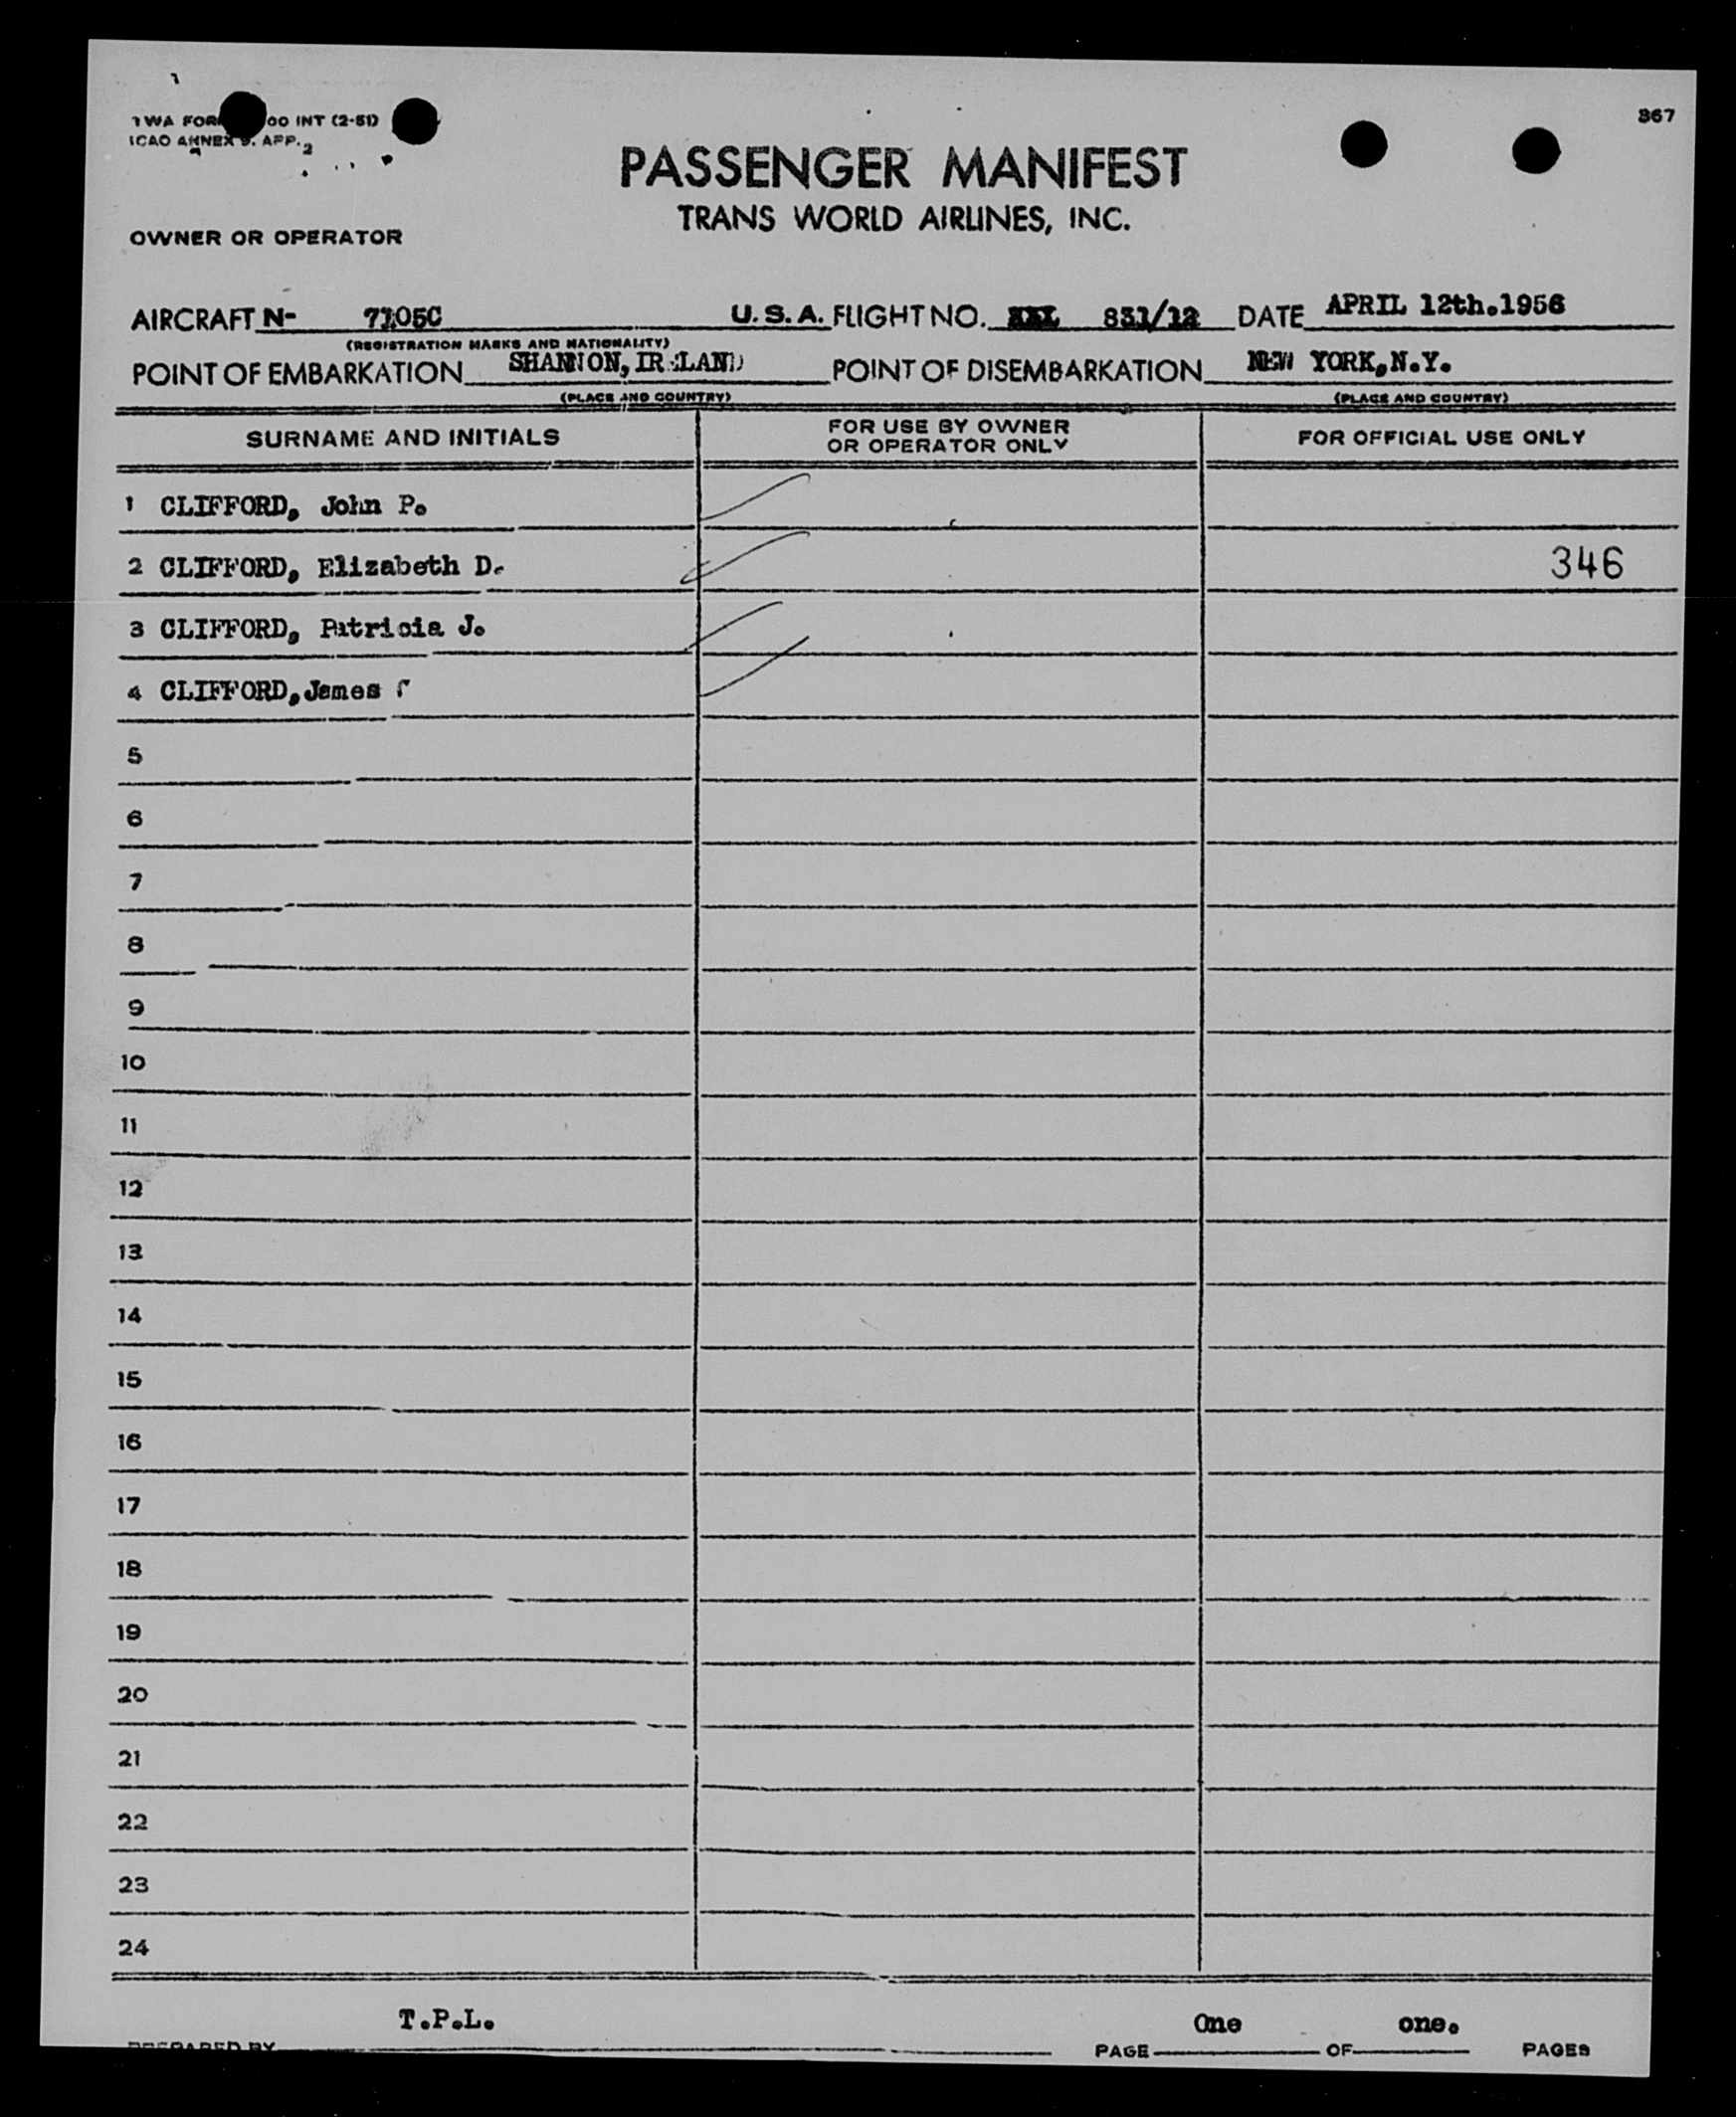 367
TWA FOR 00 INT (2-51)
ICAO ANNEX 9. APP. 2
PASSENGER MANIFEST
TRANS WORLD AIRLINES, INC.
OWNER OR OPERATOR
AIRCRAFT N- 7105C U.S.A. FLIGHT NO. 831/12 DATE APRIL 12th.1956
(REGISTRATION MARKS AND NATIONALITY)
POINT OF EMBARKATION SHANNON, IRELAND POINT OF DISEMBARKATION NEW YORK,N.Y.
(PLACE AND COUNTRY) (PLACE AND COUNTRY)
SURNAME AND INITIALS FOR USE BY OWNER OR OPERATOR ONLY FOR OFFICIAL USE ONLY
1 CLIFFORD, John P.
2 CLIFFORD, Elizabeth D. 346
3 CLIFFORD, Patricia J.
4 CLIFFORD,James
5
6
7
8
9
10
11
12
13
14
15
16
17
18
19
20
21
22
23
24
T.P.L. One one.
PREPARED BY PAGE OF PAGES